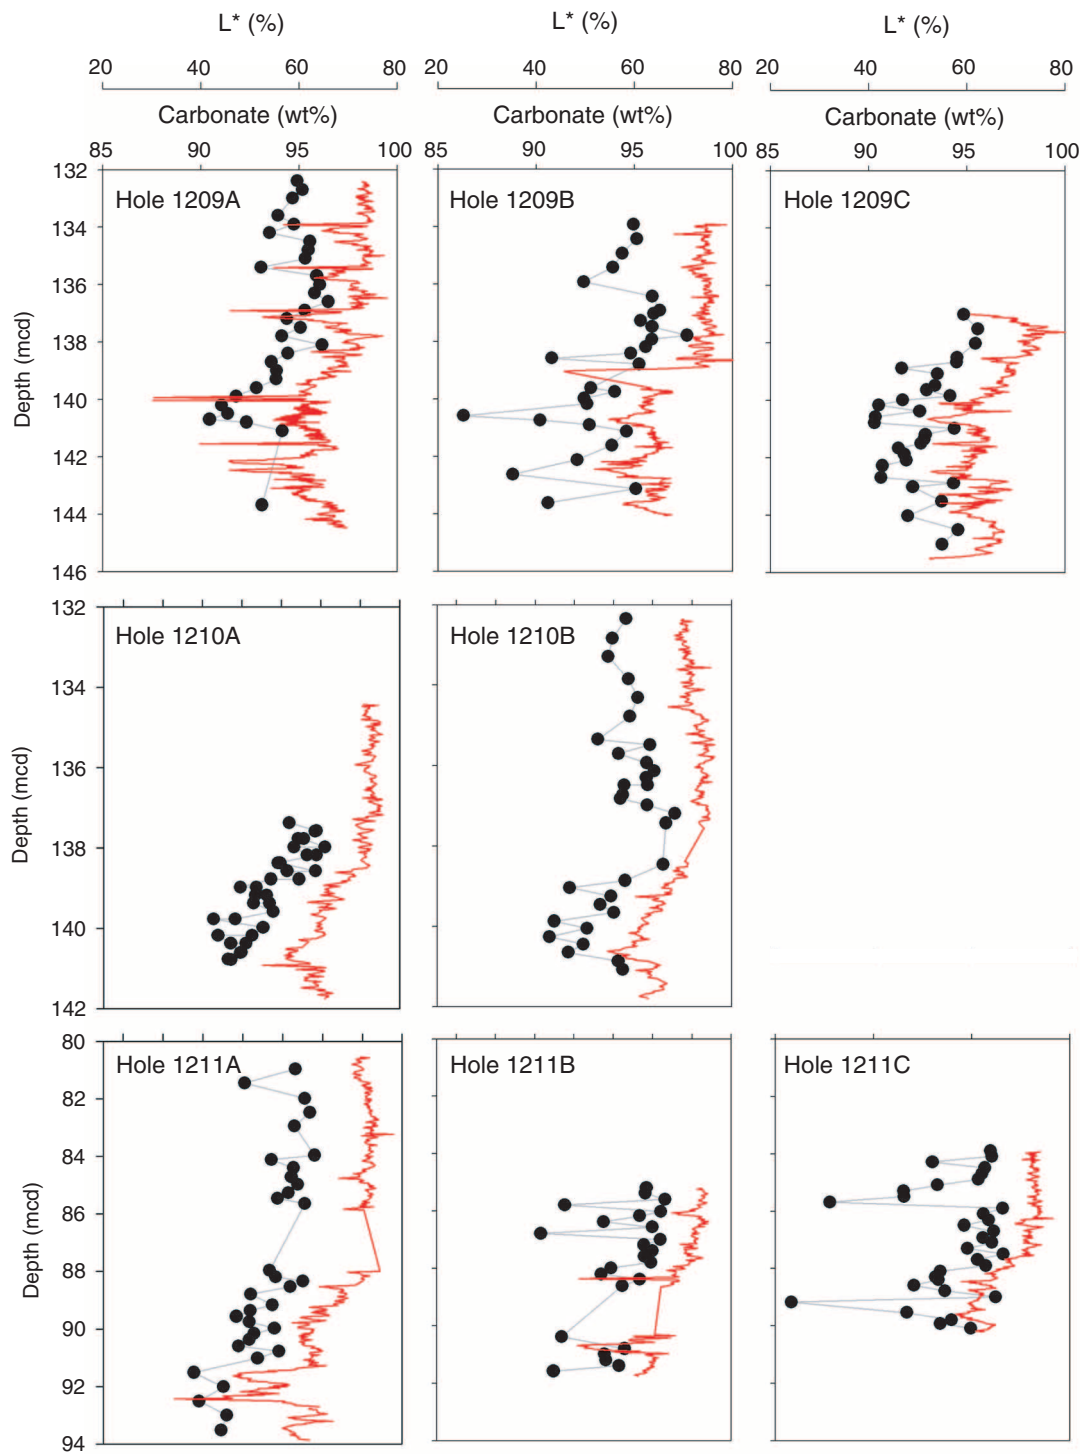 L* (%) L* (%) L* (%)
20 40 60 80 20 40 60 80 20 40 60 80
Carbonate (wt%) Carbonate (wt%) Carbonate (wt%)
85 90 95 100 85 90 95 100 85 90 95 100
132
Hole 1209A Hole 1209B Hole 1209C
134
136
138
Depth (mcd)
140
142
144
146
132
Hole 1210A Hole 1210B
134
136
Depth (mcd)
138
140
142
80
Hole 1211A Hole 1211B Hole 1211C
82
84
86
Depth (mcd)
88
90
92
94